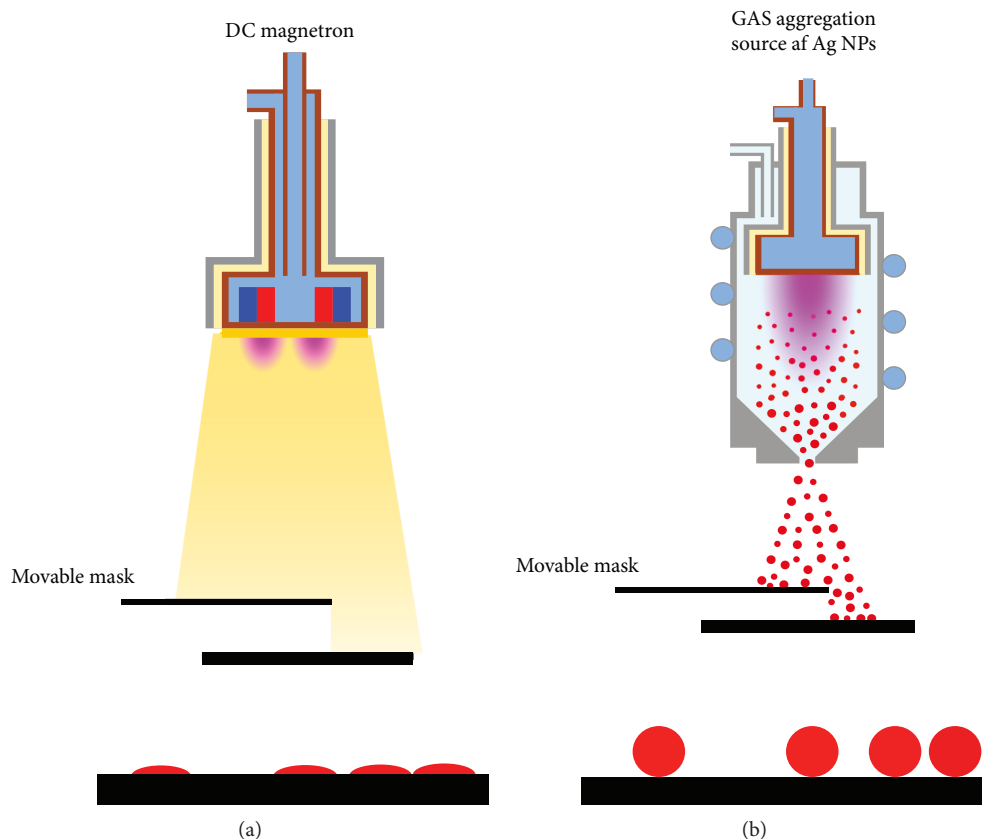 DC magnetron
GAS aggregation
source af Ag NPs
Movable mask
Movable mask
(a)
(b)